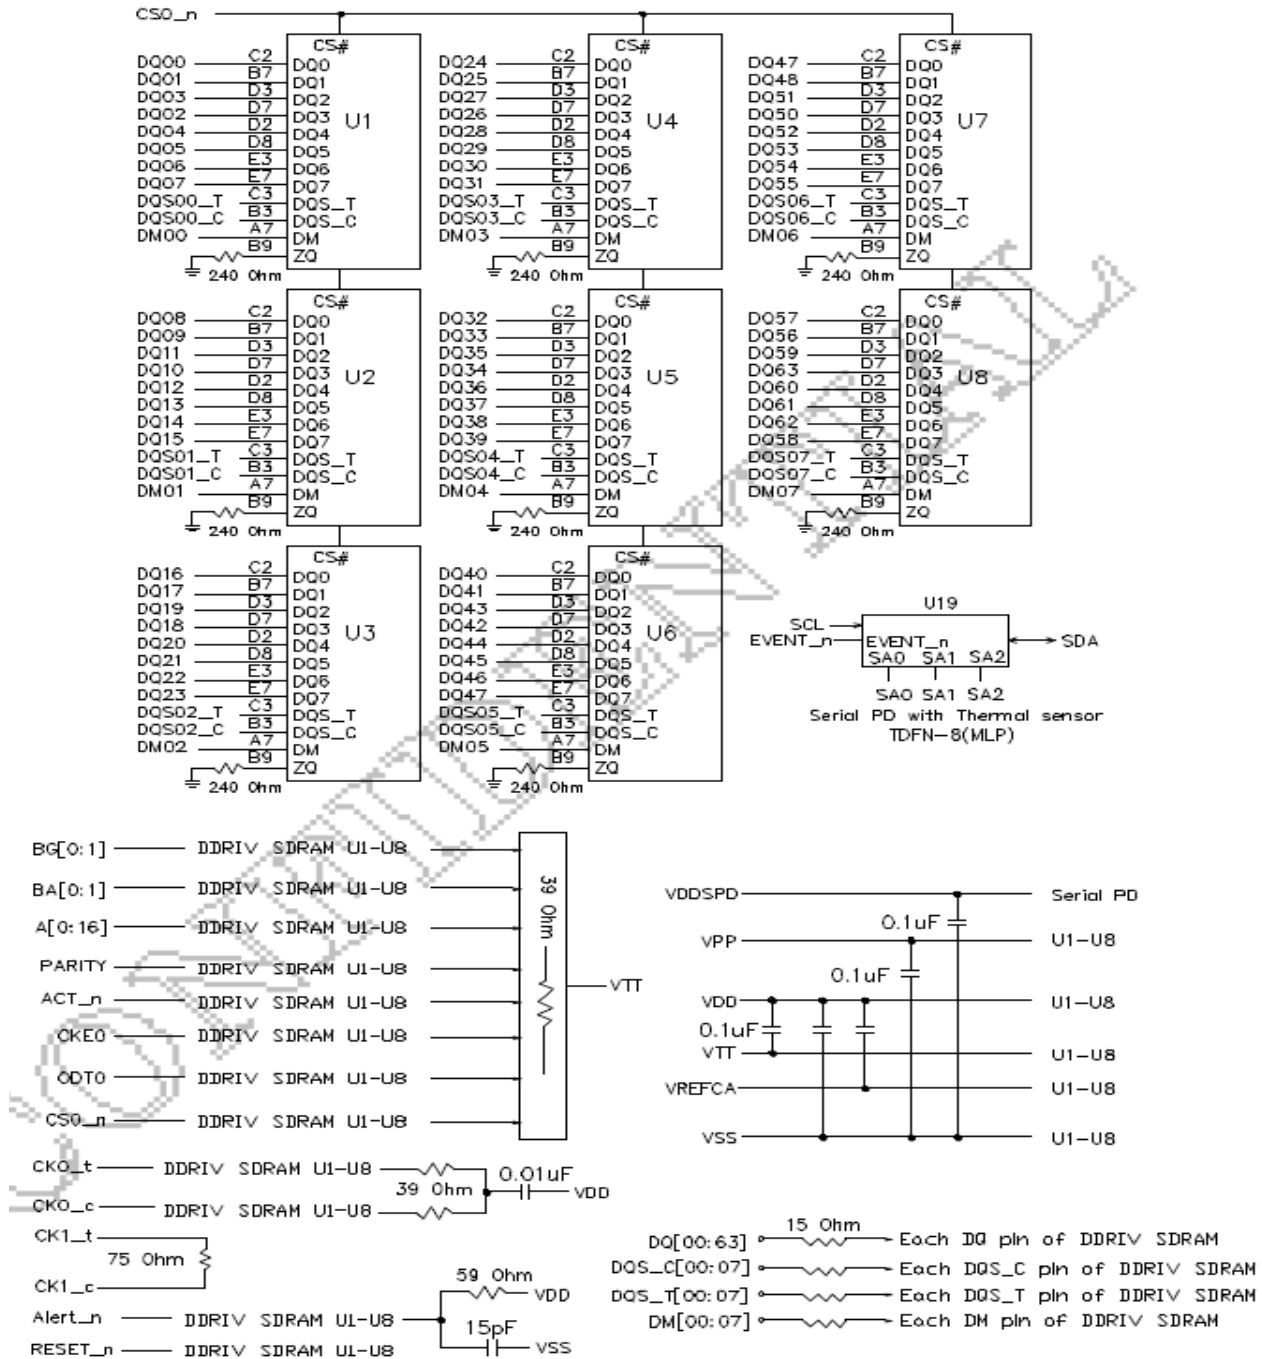 CS0_n
CS#
DQ00 C2 DQ0
DQ01 B7 DQ1
DQ03 D3 DQ2
DQ02 D7 DQ3
DQ04 D2 DQ4
DQ05 D8 DQ5
DQ06 E3 DQ6
DQ07 E7 DQ7
DQS00_T C3 DQS_T
DQS00_C B3 DQS_C
DM00 A7 DM
B9 ZQ
U1
240 Ohm
CS#
DQ24 C2 DQ0
DQ25 B7 DQ1
DQ27 D3 DQ2
DQ26 D7 DQ3
DQ28 D2 DQ4
DQ29 D8 DQ5
DQ30 E3 DQ6
DQ31 E7 DQ7
DQS03_T C3 DQS_T
DQS03_C B3 DQS_C
DM03 A7 DM
B9 ZQ
U4
240 Ohm
CS#
DQ47 C2 DQ0
DQ48 B7 DQ1
DQ51 D3 DQ2
DQ50 D7 DQ3
DQ52 D2 DQ4
DQ53 D8 DQ5
DQ54 E3 DQ6
DQ55 E7 DQ7
DQS06_T C3 DQS_T
DQS06_C B3 DQS_C
DM06 A7 DM
B9 ZQ
U7
240 Ohm
CS#
DQ08 C2 DQ0
DQ09 B7 DQ1
DQ11 D3 DQ2
DQ10 D7 DQ3
DQ12 D2 DQ4
DQ13 D8 DQ5
DQ14 E3 DQ6
DQ15 E7 DQ7
DQS01_T C3 DQS_T
DQS01_C B3 DQS_C
DM01 A7 DM
B9 ZQ
U2
240 Ohm
CS#
DQ32 C2 DQ0
DQ33 B7 DQ1
DQ35 D3 DQ2
DQ34 D7 DQ3
DQ36 D2 DQ4
DQ37 D8 DQ5
DQ38 E3 DQ6
DQ39 E7 DQ7
DQS04_T C3 DQS_T
DQS04_C B3 DQS_C
DM04 A7 DM
B9 ZQ
U5
240 Ohm
CS#
DQ57 C2 DQ0
DQ56 B7 DQ1
DQ59 D3 DQ2
DQ63 D7 DQ3
DQ60 D2 DQ4
DQ61 D8 DQ5
DQ62 E3 DQ6
DQ58 E7 DQ7
DQS07_T C3 DQS_T
DQS07_C B3 DQS_C
DM07 A7 DM
B9 ZQ
U8
240 Ohm
CS#
DQ16 C2 DQ0
DQ17 B7 DQ1
DQ19 D3 DQ2
DQ18 D7 DQ3
DQ20 D2 DQ4
DQ21 D8 DQ5
DQ22 E3 DQ6
DQ23 E7 DQ7
DQS02_T C3 DQS_T
DQS02_C B3 DQS_C
DM02 A7 DM
B9 ZQ
U3
240 Ohm
CS#
DQ40 C2 DQ0
DQ41 B7 DQ1
DQ43 D3 DQ2
DQ42 D7 DQ3
DQ44 D2 DQ4
DQ45 D8 DQ5
DQ46 E3 DQ6
DQ47 E7 DQ7
DQS05_T C3 DQS_T
DQS05_C B3 DQS_C
DM05 A7 DM
B9 ZQ
U6
240 Ohm
U19
SCL
EVENT_n EVENT_n SDA
SA0 SA1 SA2
SA0 SA1 SA2
Serial PD with Thermal sensor
TDFN-8(MLP)
BG[0:1] DDRIV SDRAM U1-U8
BA[0:1] DDRIV SDRAM U1-U8
A[0:16] DDRIV SDRAM U1-U8
PARITY DDRIV SDRAM U1-U8
ACT_n DDRIV SDRAM U1-U8
CKE0 DDRIV SDRAM U1-U8
ODT0 DDRIV SDRAM U1-U8
CS0_n DDRIV SDRAM U1-U8
39 Ohm
VTT
VDDSPD Serial PD
0.1uF
VPP U1-U8
0.1uF
VDD U1-U8
0.1uF
VTT U1-U8
VREFCA U1-U8
VSS U1-U8
CK0_t DDRIV SDRAM U1-U8
39 Ohm 0.01uF VDD
CK0_c DDRIV SDRAM U1-U8
CK1_t
75 Ohm
CK1_c
59 Ohm
VDD
Alert_n DDRIV SDRAM U1-U8
15pF
VSS
RESET_n DDRIV SDRAM U1-U8
15 Ohm
DQ[00:63] Each DQ pin of DDRIV SDRAM
DQS_C[00:07] Each DQS_C pin of DDRIV SDRAM
DQS_T[00:07] Each DQS_T pin of DDRIV SDRAM
DM[00:07] Each DM pin of DDRIV SDRAM
CONFIDENTIAL